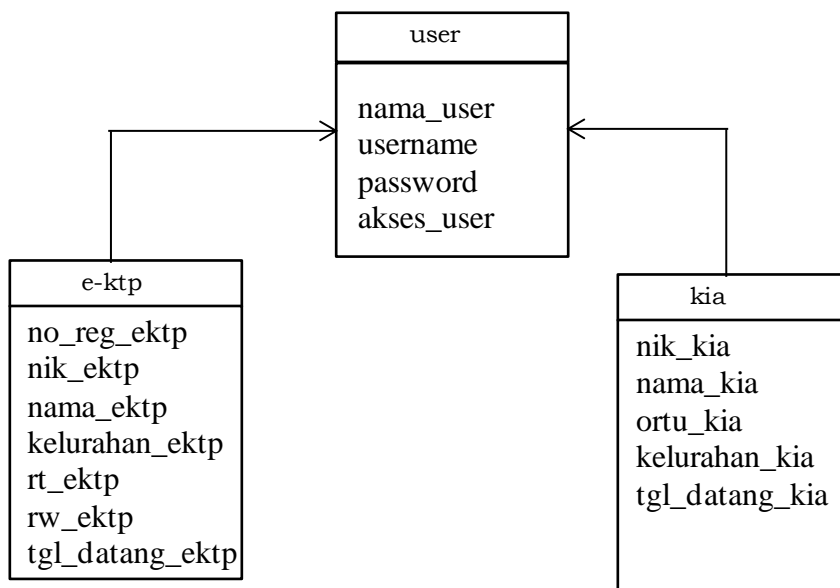 user
nama_user
username
password
akses_user
e-ktp
no_reg_ektp
nik_ektp
nama_ektp
kelurahan_ektp
rt_ektp
rw_ektp
tgl_datang_ektp
kia
nik_kia
nama_kia
ortu_kia
kelurahan_kia
tgl_datang_kia